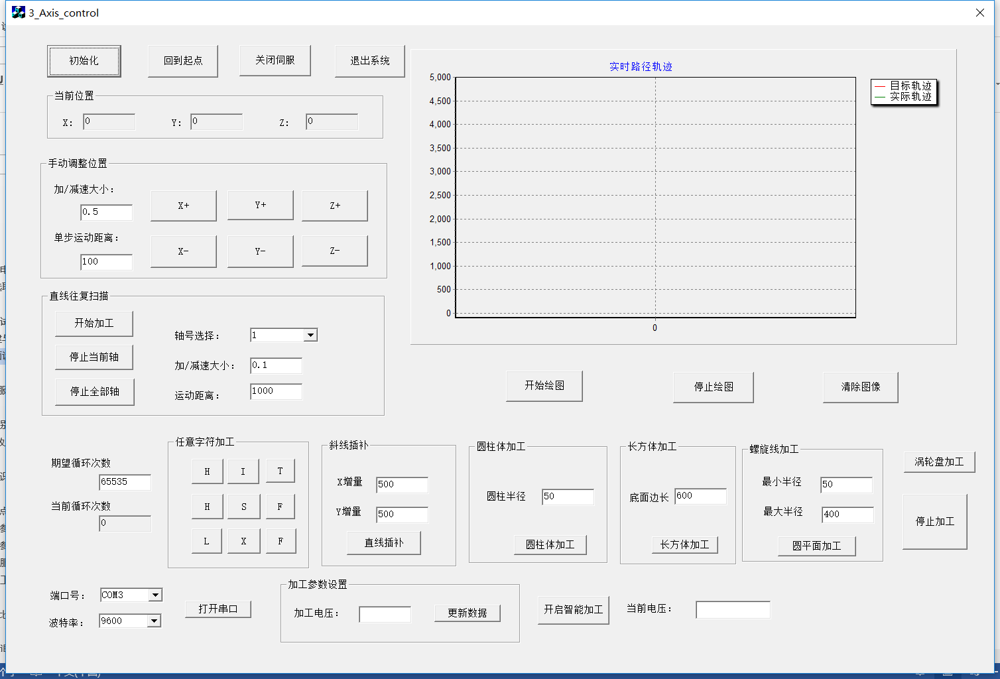 3_Axis_control
初始化
回到起点
关闭伺服
退出系统
当前位置
X: 0
Y: 0
Z: 0
手动调整位置
加/减速大小:
0.5
单步运动距离:
100
X+
Y+
Z+
X-
Y-
Z-
直线往复扫描
开始加工
停止当前轴
停止全部轴
轴号选择: 1
加/减速大小: 0.1
运动距离: 1000
实时路径轨迹
5,000
4,500
4,000
3,500
3,000
2,500
2,000
1,500
1,000
500
0
0
目标轨迹
实际轨迹
开始绘图
停止绘图
清除图像
期望循环次数
65535
当前循环次数
0
任意字符加工
H I T
H S F
L X F
斜线插补
X增量 500
Y增量 500
直线插补
圆柱体加工
圆柱半径 50
圆柱体加工
长方体加工
底面边长 600
长方体加工
螺旋线加工
最小半径 50
最大半径 400
圆平面加工
涡轮盘加工
停止加工
端口号: COM3
波特率: 9600
打开串口
加工参数设置
加工电压:
更新数据
开启智能加工
当前电压: